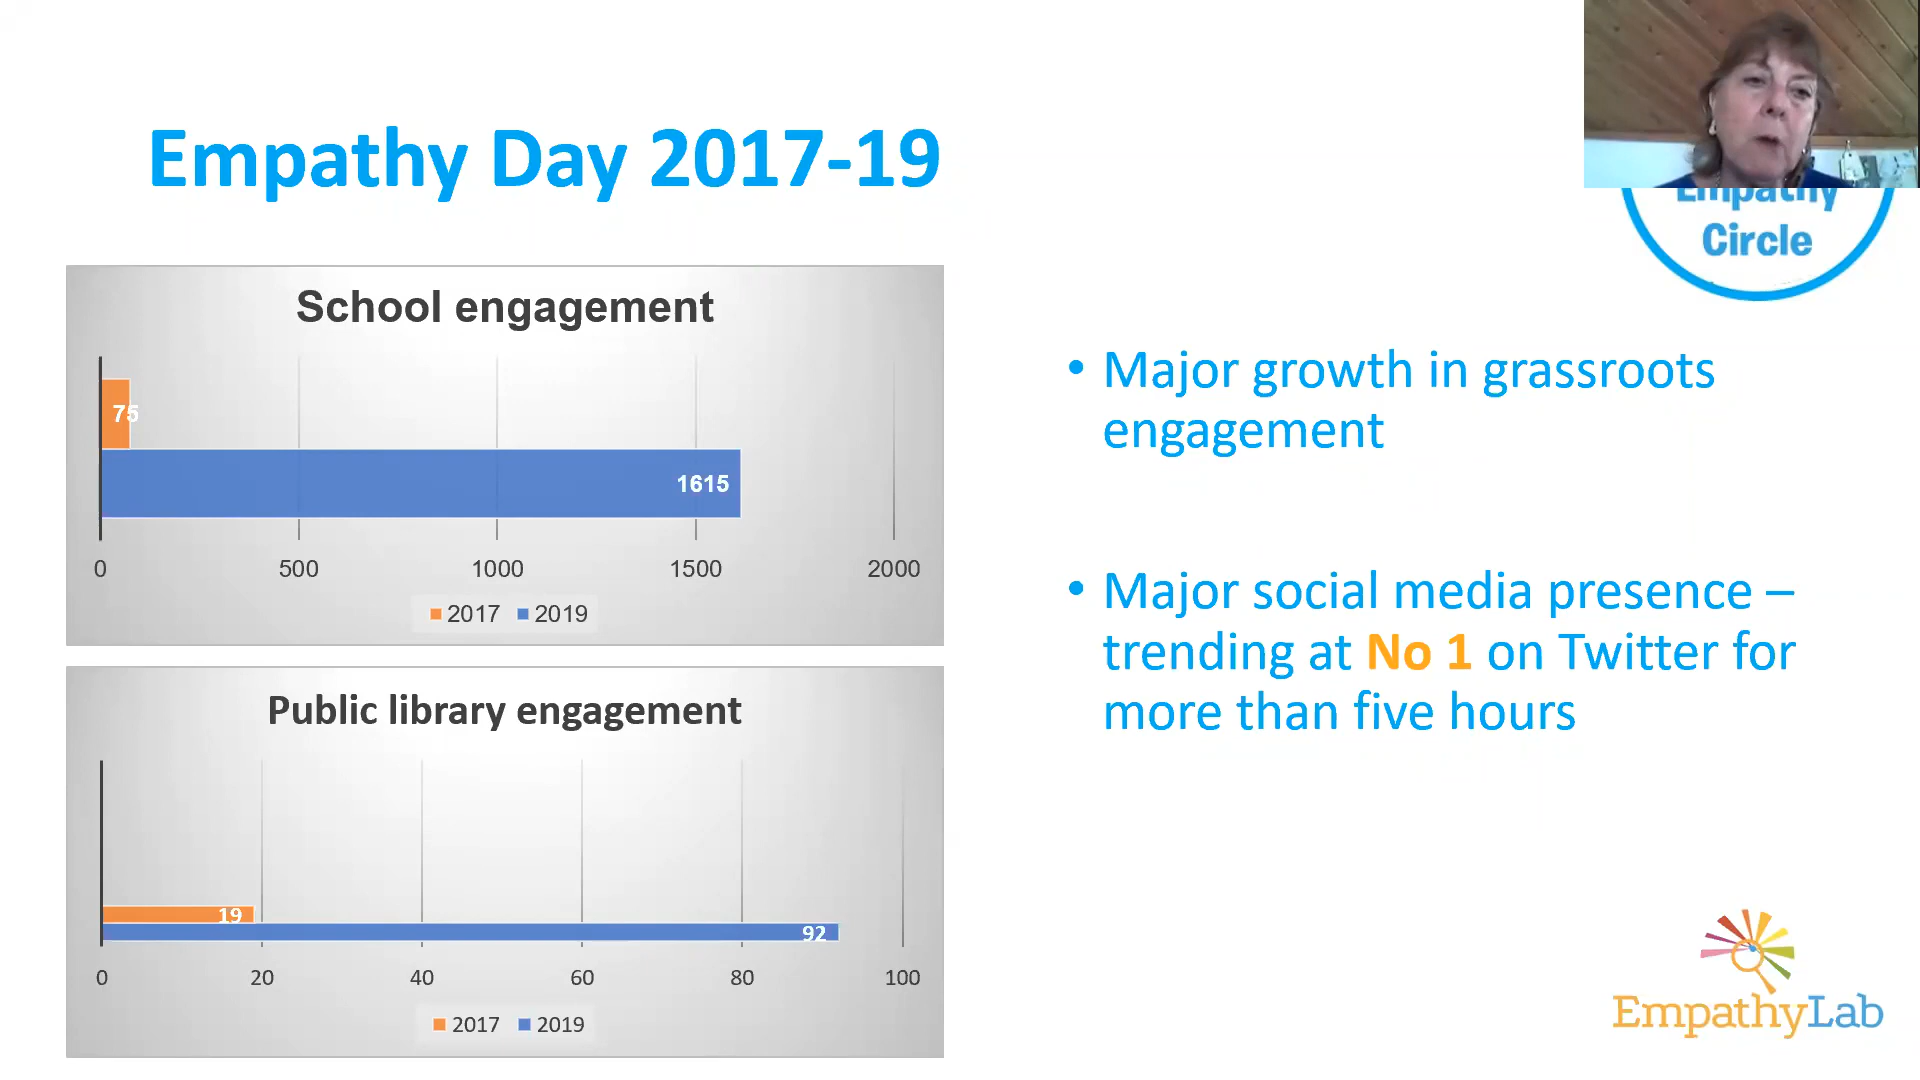 Empathy Day 2017-19
Empathy
Circle
School engagement
75
1615
0 500 1000 1500 2000
2017 2019
Public library engagement
19
92
0 20 40 60 80 100
2017 2019
• Major growth in grassroots
engagement
• Major social media presence –
trending at No 1 on Twitter for
more than five hours
EmpathyLab